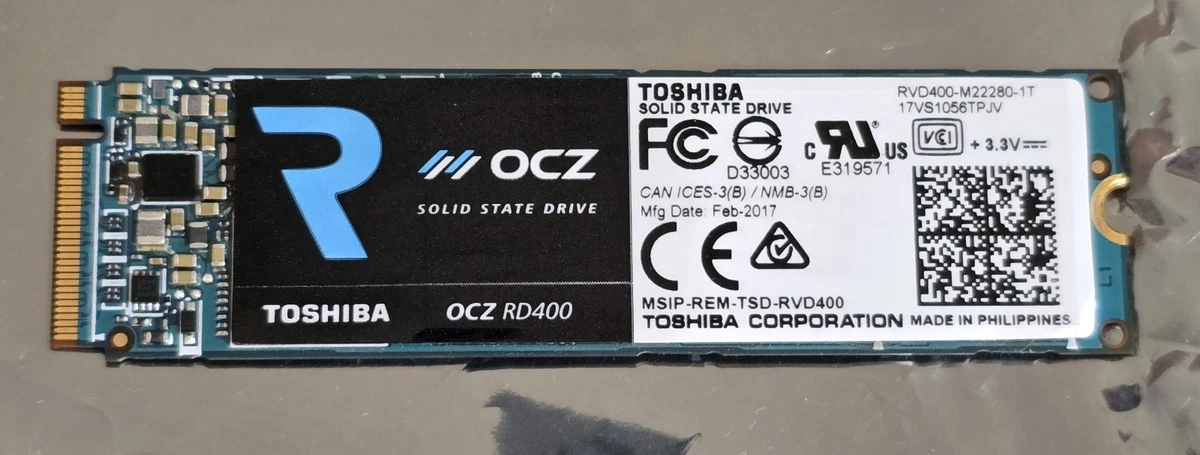 R
OCZ
SOLID STATE DRIVE
TOSHIBA
OCZ RD400
TOSHIBA
SOLID STATE DRIVE
RVD400-M22280-1T
17VS1056TPJV
FC
D33003
c RU® US
E319571
VCI
+ 3.3V
CAN ICES-3(B) / NMB-3(B)
Mfg Date: Feb-2017
CE
MSIP-REM-TSD-RVD400
TOSHIBA CORPORATION MADE IN PHILIPPINES
L1